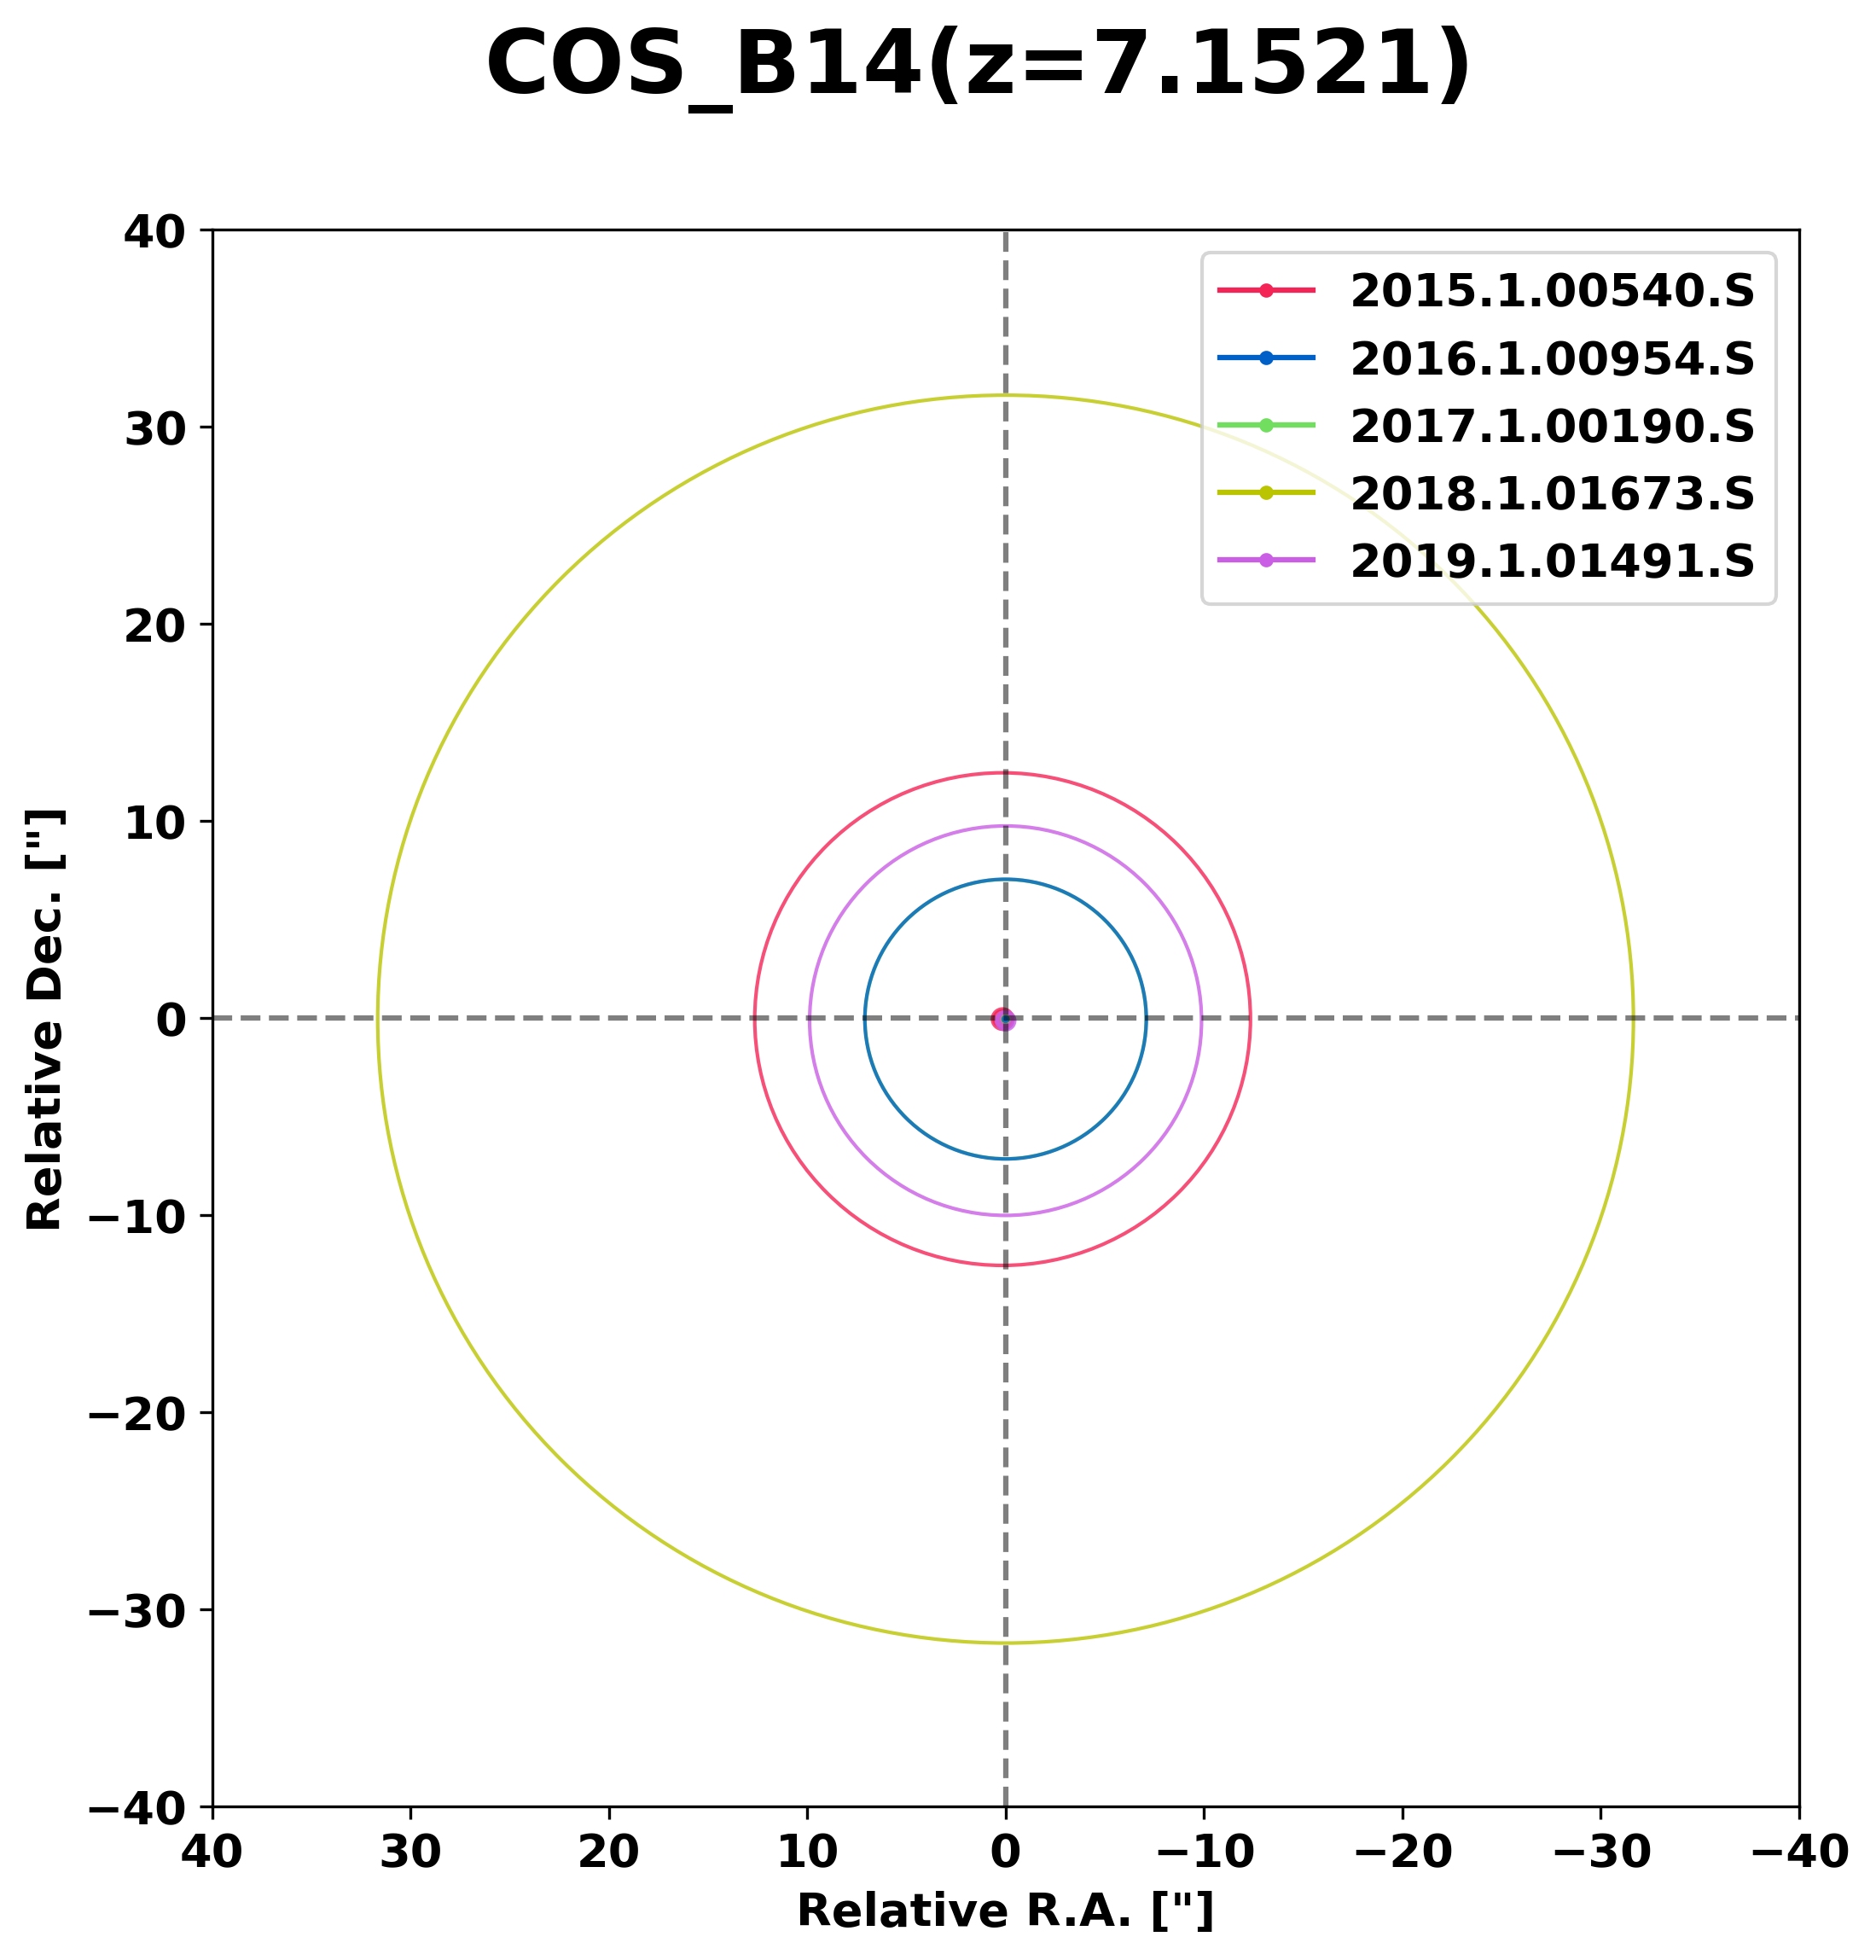 COS_B14(z=7.1521)
40
30
20
10
0
−10
−20
−30
−40
Relative Dec. ["]
2015.1.00540.S
2016.1.00954.S
2017.1.00190.S
2018.1.01673.S
2019.1.01491.S
40 30 20 10 0 −10 −20 −30 −40
Relative R.A. ["]